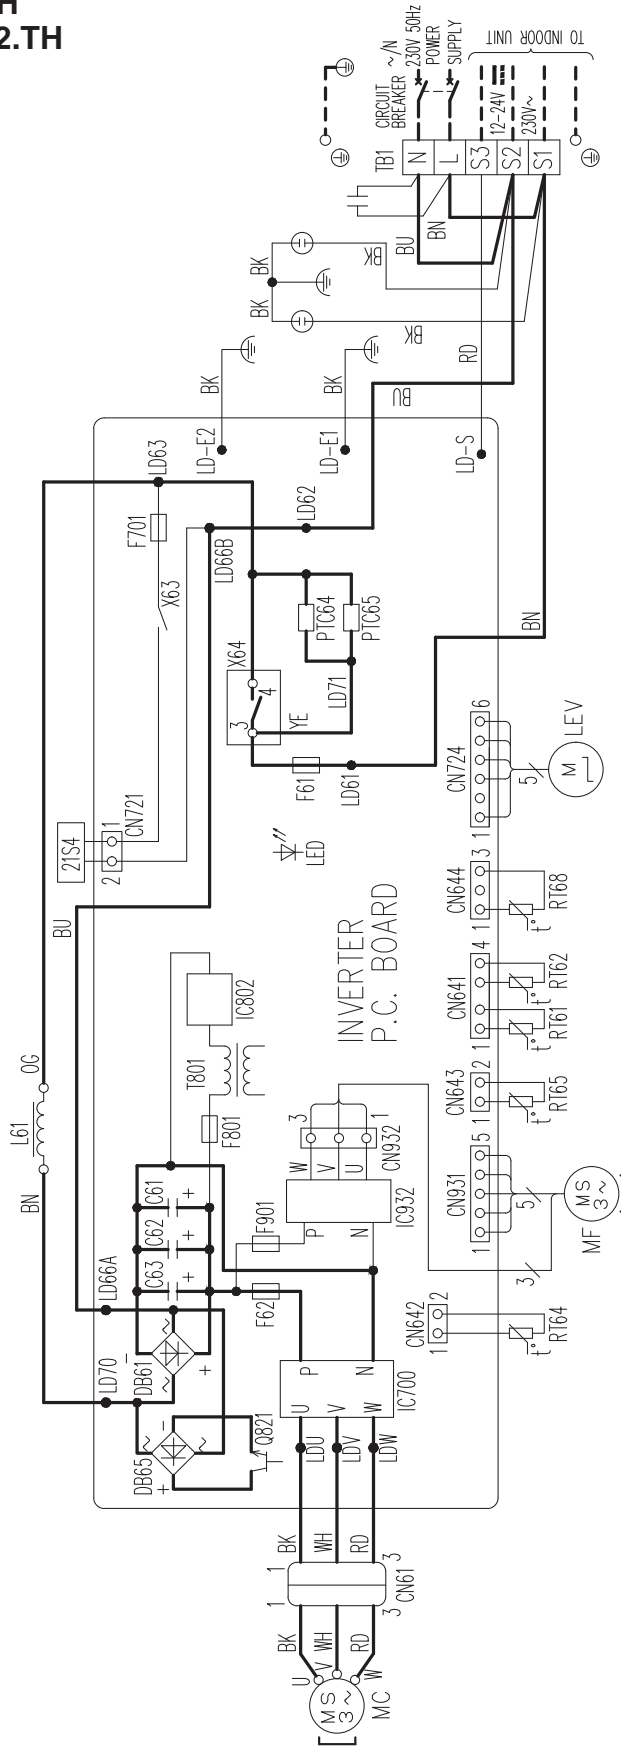 H
2.TH
TO INDOOR UNIT
CIRCUIT
BREAKER
~/N
230V 50Hz
POWER
SUPPLY
12-24V
230V~
TB1
N
L
S3
S2
S1
BU
BN
BK
BK
BK
BK
RD
BU
BK
BK
LD-E2
LD-E1
LD-S
LD63
F701
X63
LD66B
LD62
BN
X64
3
4
YE
PTC64
PTC65
LD71
F61
LD61
21S4
2
1
CN721
LED
BU
L61
OG
BN
INVERTER
P.C. BOARD
CN724
1
6
5
M
LEV
CN644
1
3
t°
RT68
CN641
1
4
t°
RT61
t°
RT62
CN643
1
2
t°
RT65
CN931
1
5
5
MS
3~
MF
3
CN642
1
2
t°
RT64
IC802
T801
F801
3
1
CN932
W
V
U
IC932
P
N
F901
F62
C61
+
C62
+
C63
+
LD66A
LD70
DB61
~
~
-
+
DB65
~
~
-
+
Q821
IC700
P
N
U
V
W
LDU
LDV
LDW
BK
WH
RD
1
1
3
3
CN61
BK
WH
RD
U
V
W
MS
3~
MC